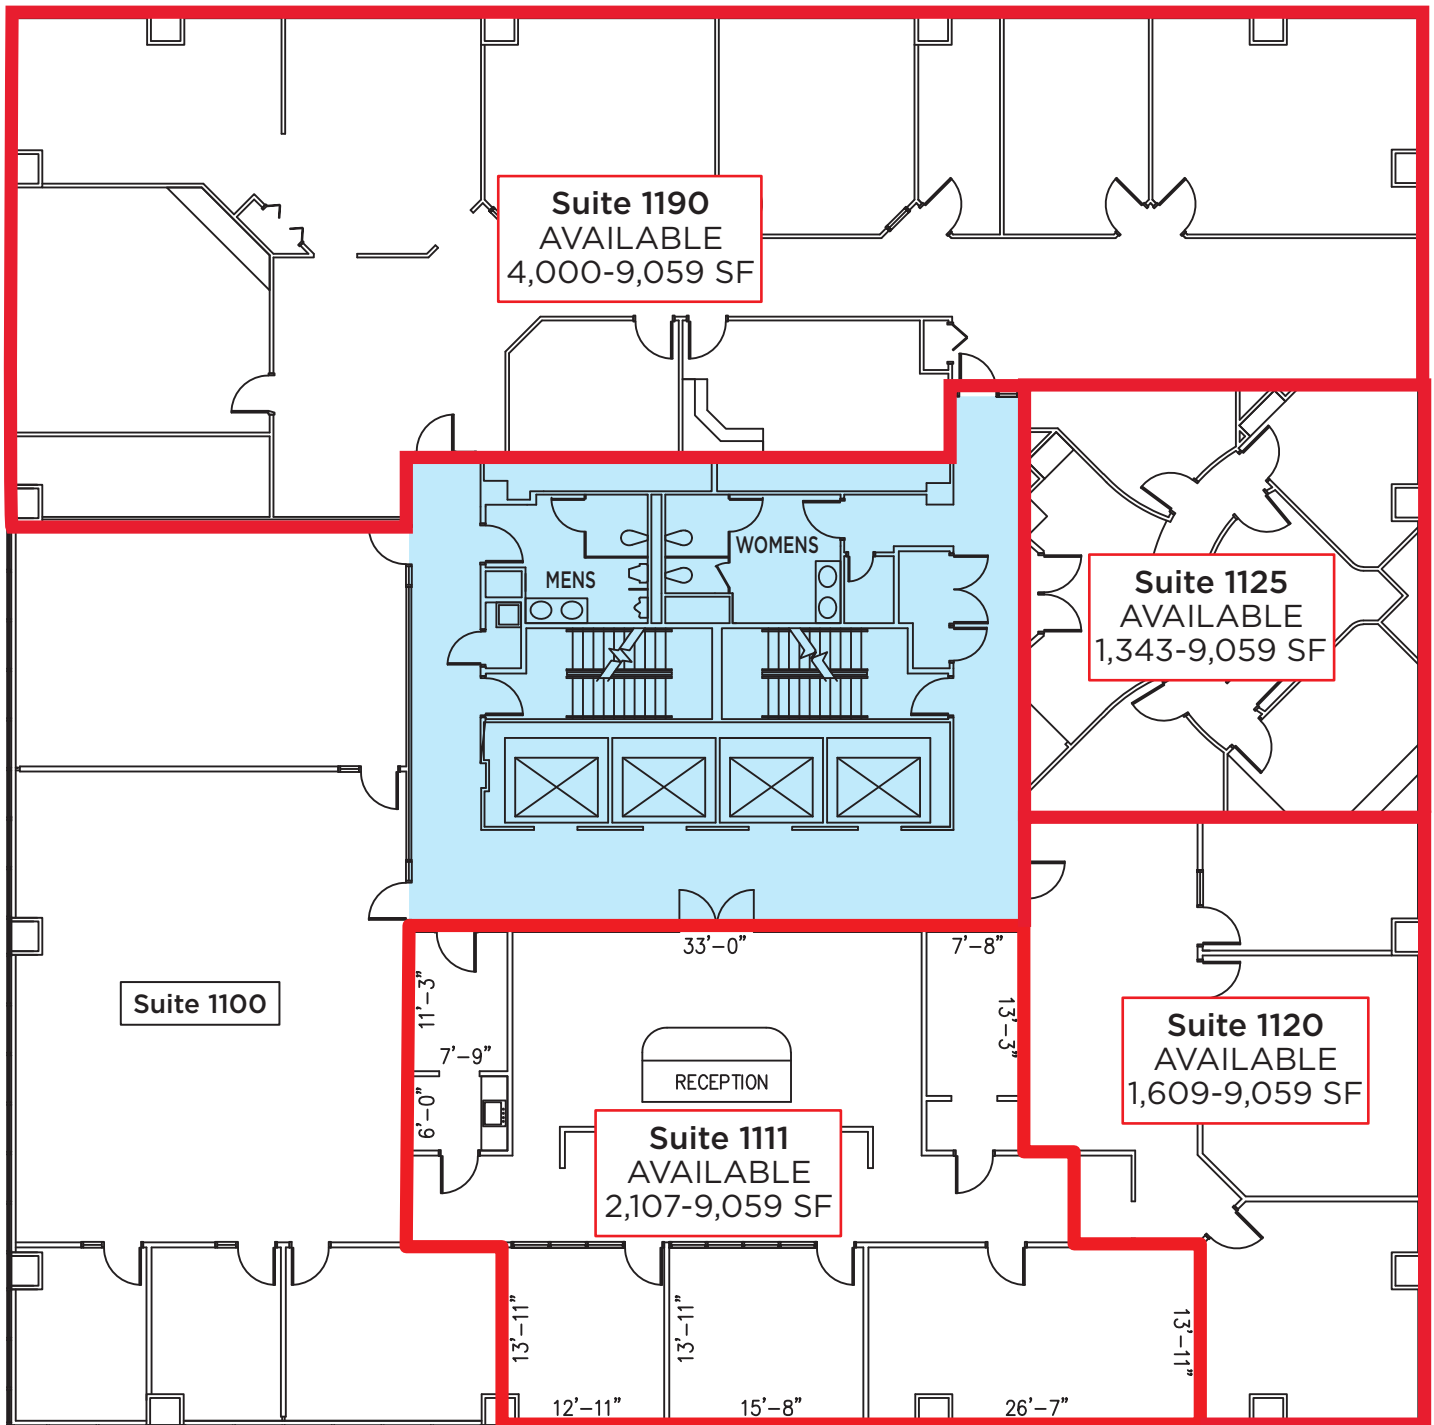 Suite 1190
AVAILABLE
4,000-9,059 SF
WOMENS
MENS
Suite 1125
AVAILABLE
1,343-9,059 SF
33'-0"
7'-8"
11'-3"
13'-3"
Suite 1100
7'-9"
RECEPTION
6'-0"
Suite 1120
AVAILABLE
1,609-9,059 SF
Suite 1111
AVAILABLE
2,107-9,059 SF
13'-11"
13'-11"
13'-11"
12'-11"
15'-8"
26'-7"